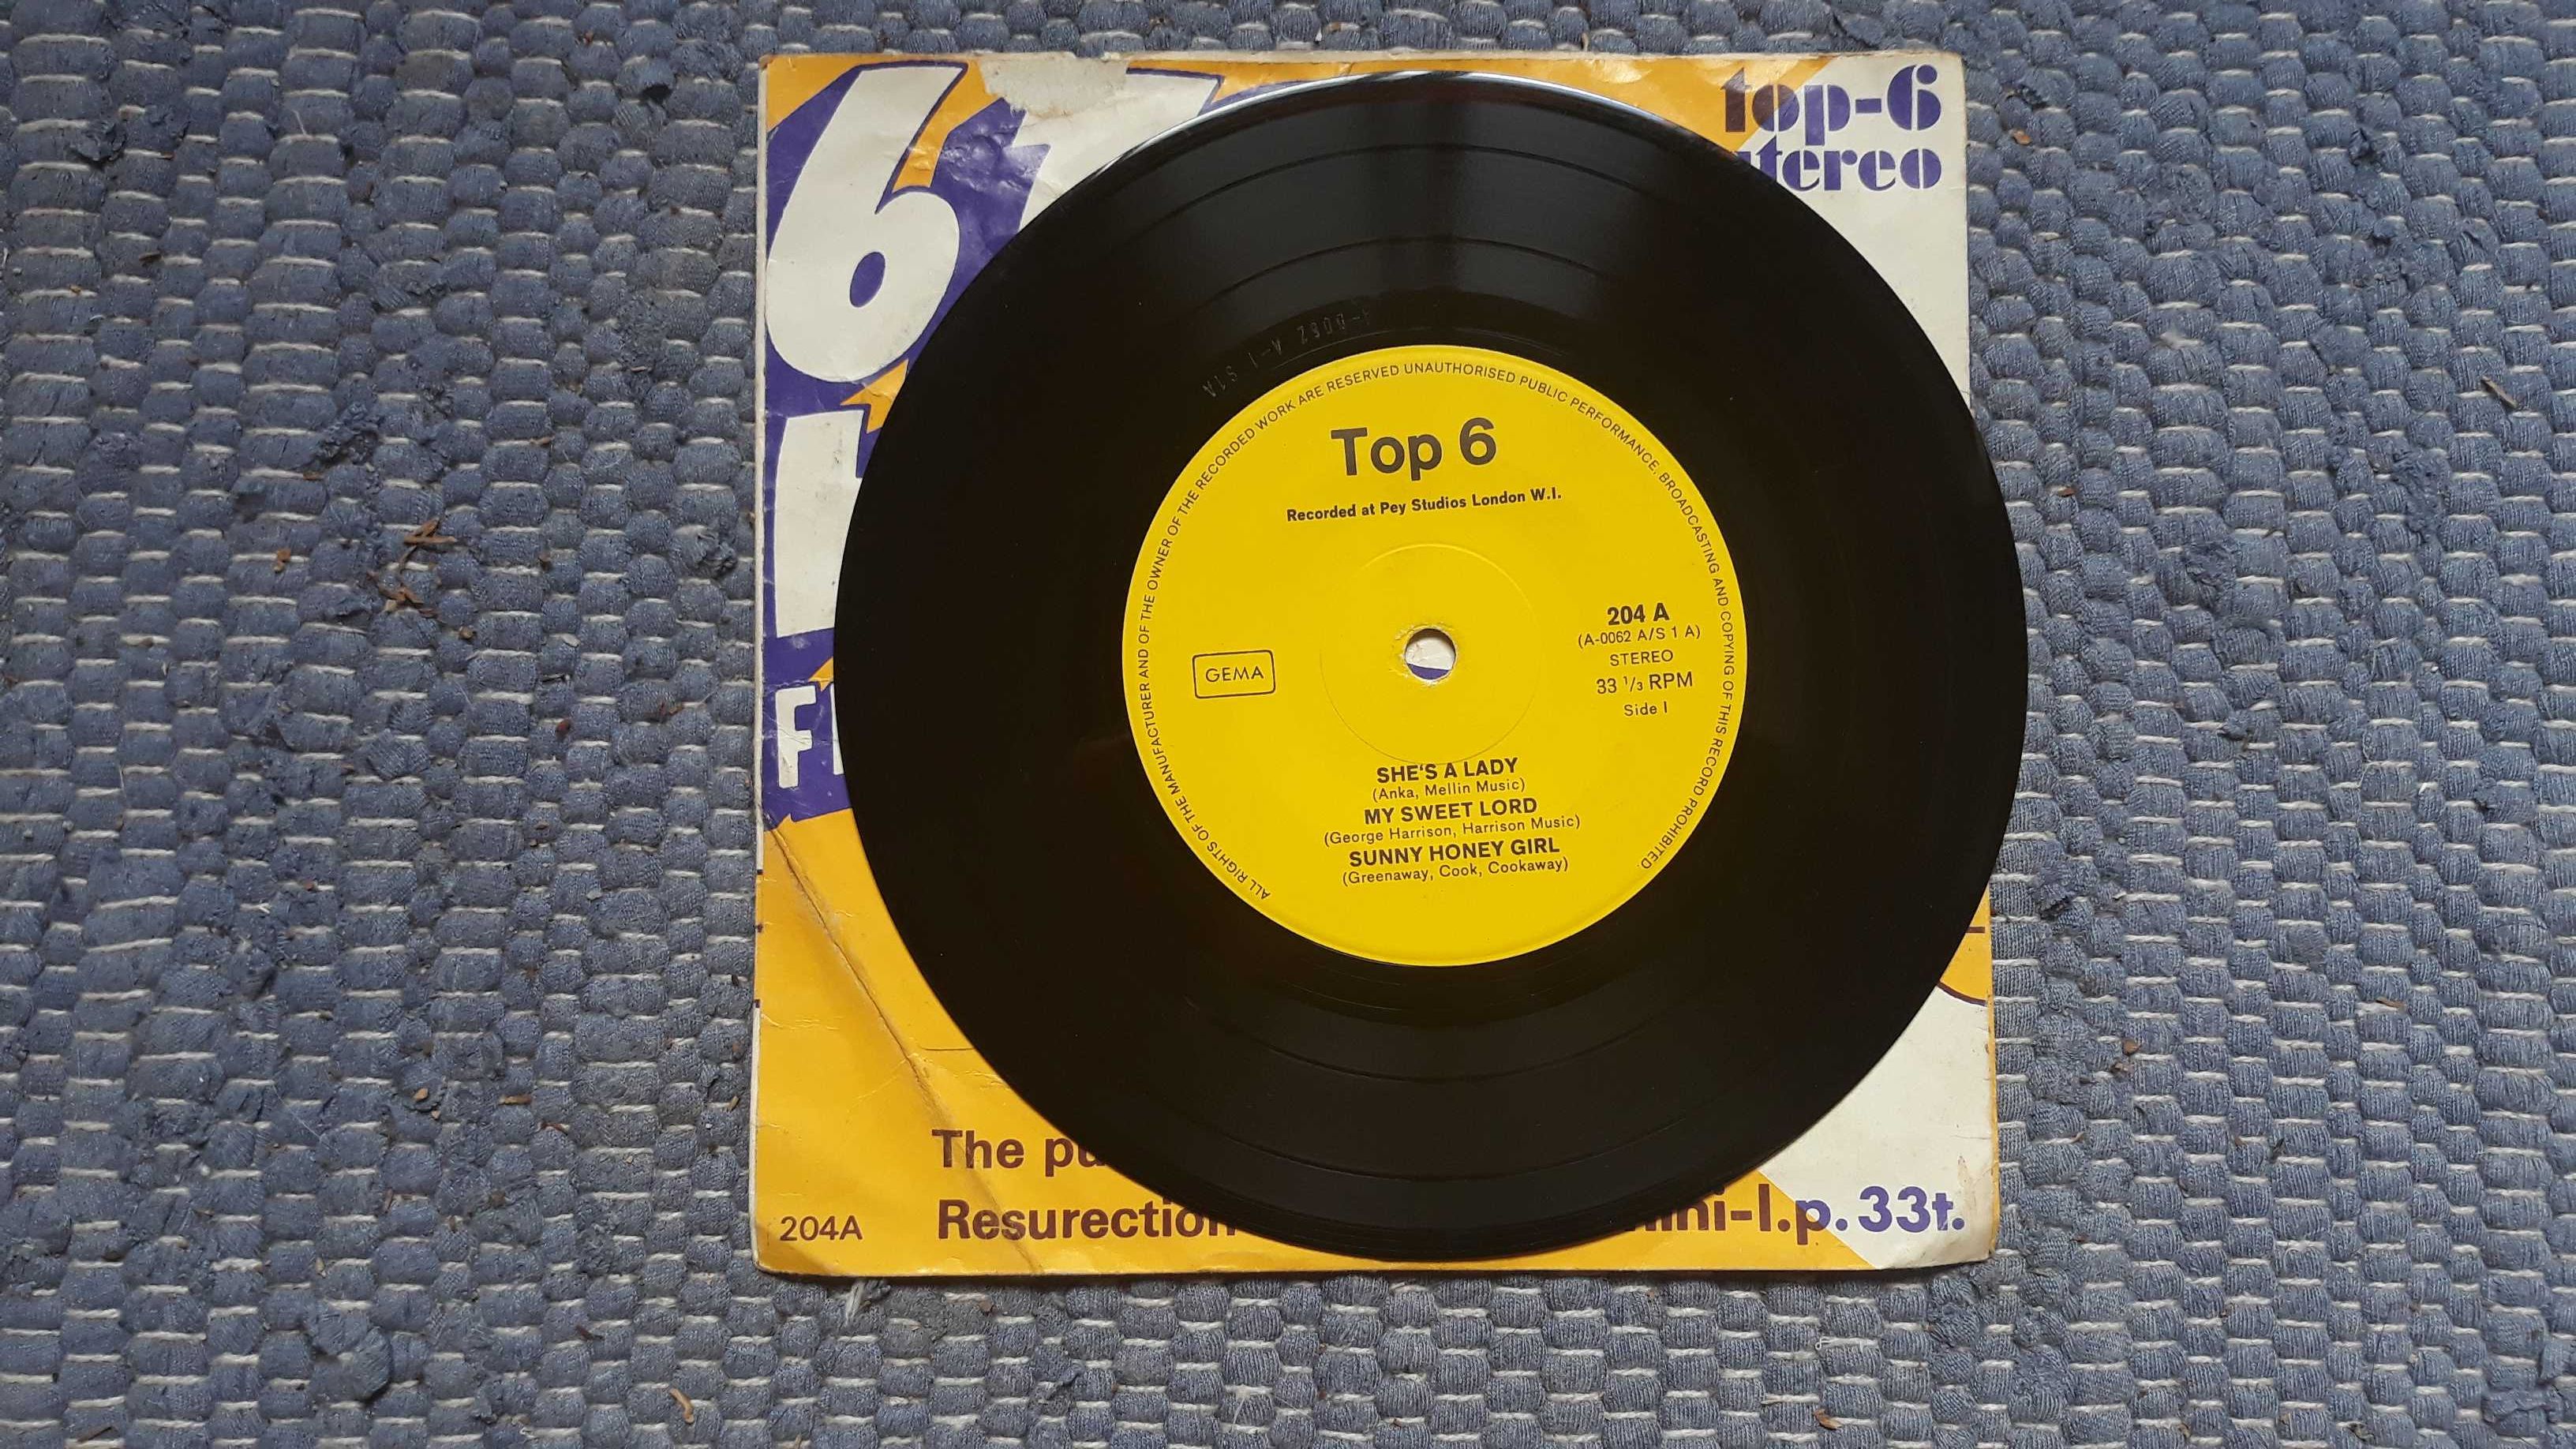 6
top-6
stereo
ALL RIGHTS OF THE MANUFACTURER AND OF THE OWNER OF THE RECORDED WORK ARE RESERVED UNAUTHORISED PUBLIC PERFORMANCE. BROADCASTING AND COPYING OF THIS RECORD PROHIBITED
Top 6
Recorded at Pey Studios London W.I.
GEMA
204 A
(A-0062 A/S 1 A)
STEREO
33 1/3 RPM
Side I
SHE'S A LADY
(Anka, Mellin Music)
MY SWEET LORD
(George Harrison, Harrison Music)
SUNNY HONEY GIRL
(Greenaway, Cook, Cookaway)
The
204A
Resurection
mini-l.p. 33t.